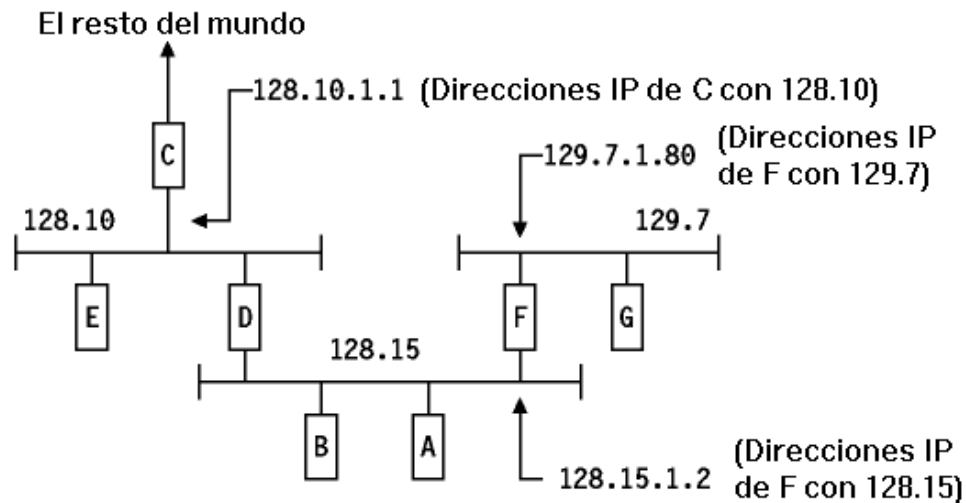 El resto del mundo
128.10.1.1 (Direcciones IP de C con 128.10)
C
129.7.1.80 (Direcciones IP
de F con 129.7)
128.10
129.7
E
D
F
G
128.15
B
A
128.15.1.2 (Direcciones IP
de F con 128.15)